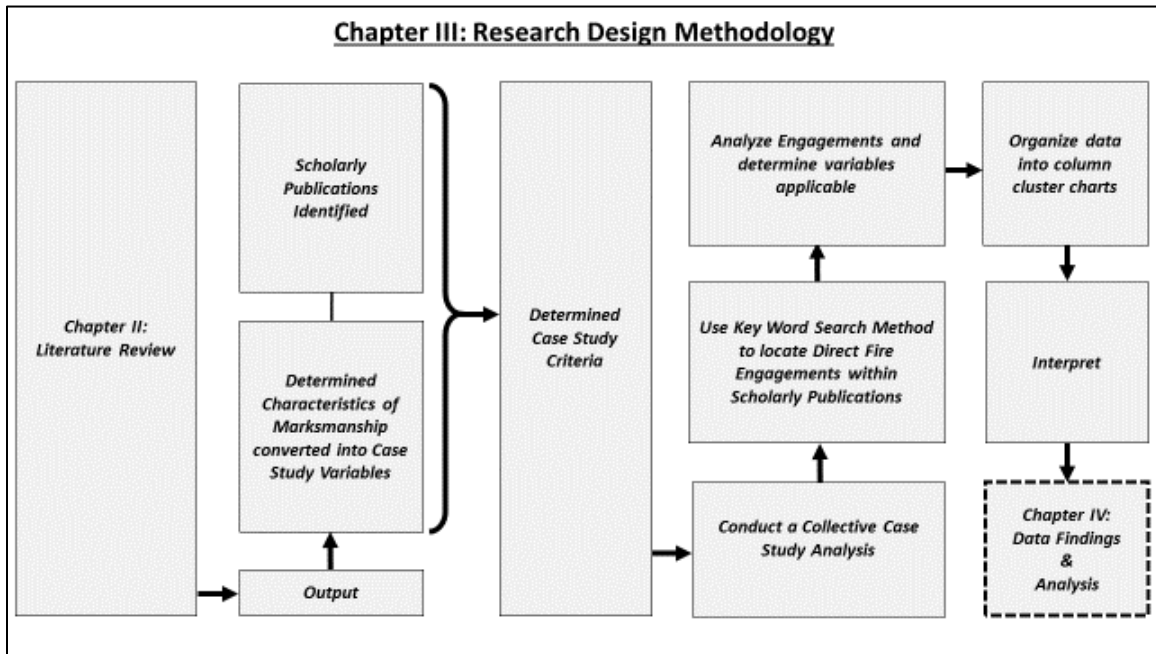 Chapter III: Research Design Methodology
Chapter II:
Literature Review
Output
Determined
Characteristics of
Marksmanship
converted into Case
Study Variables
Scholarly
Publications
Identified
Determined
Case Study
Criteria
Conduct a Collective Case
Study Analysis
Use Key Word Search Method
to locate Direct Fire
Engagements within
Scholarly Publications
Analyze Engagements and
determine variables
applicable
Organize data
into column
cluster charts
Interpret
Chapter IV:
Data Findings
&
Analysis